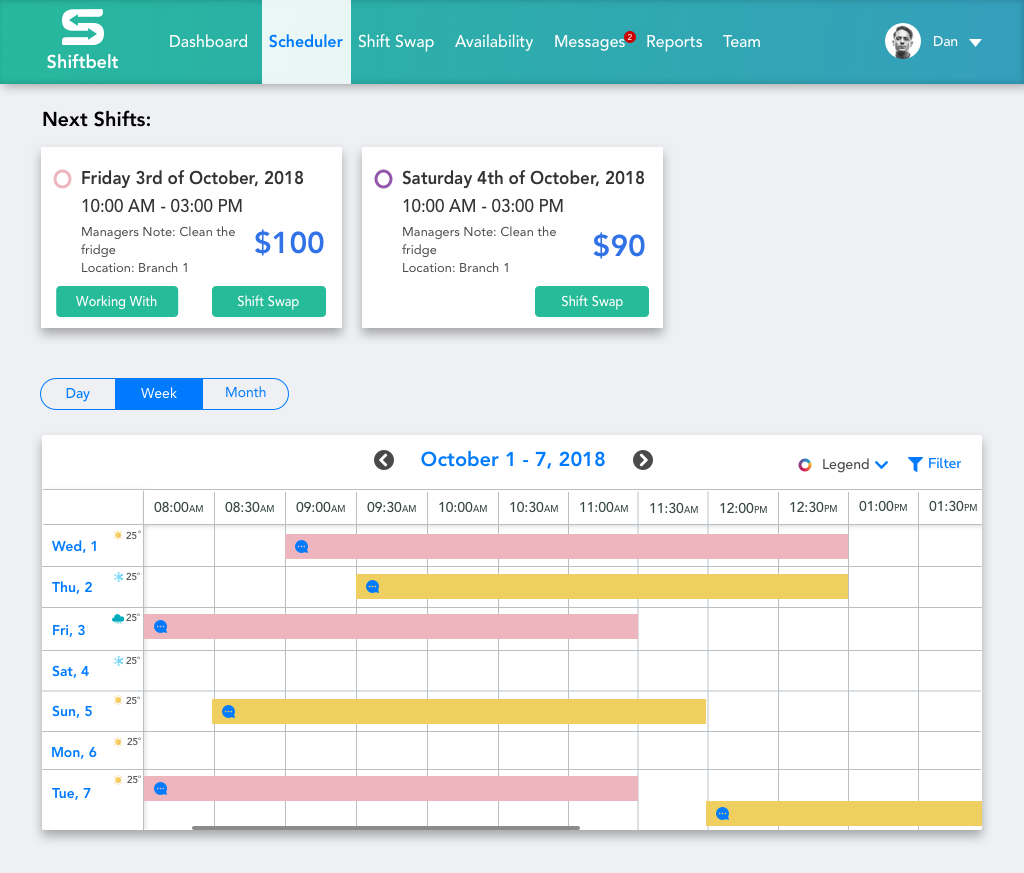 Shiftbelt
Dashboard
Scheduler
Shift Swap
Availability
Messages
2
Reports
Team
Dan
Next Shifts:
Friday 3rd of October, 2018
10:00 AM - 03:00 PM
Managers Note: Clean the
fridge
Location: Branch 1
$100
Working With
Shift Swap
Saturday 4th of October, 2018
10:00 AM - 03:00 PM
Managers Note: Clean the
fridge
Location: Branch 1
$90
Shift Swap
Day
Week
Month
October 1 - 7, 2018
Legend
Filter
08:00AM
08:30AM
09:00AM
09:30AM
10:00AM
10:30AM
11:00AM
11:30AM
12:00PM
12:30PM
01:00PM
01:30PM
Wed, 1
25°
Thu, 2
25°
Fri, 3
25°
Sat, 4
25°
Sun, 5
25°
Mon, 6
25°
Tue, 7
25°